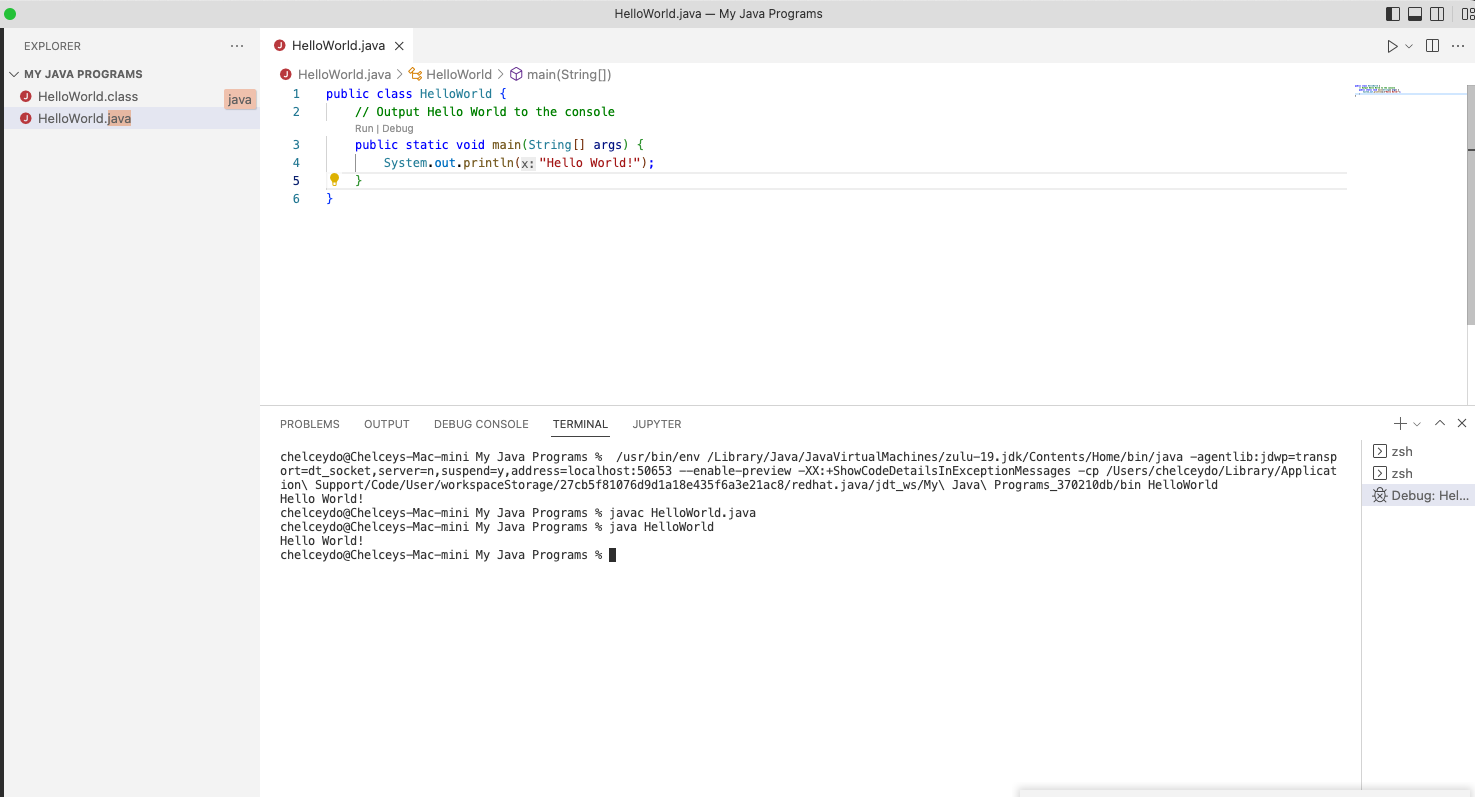 HelloWorld.java — My Java Programs
EXPLORER
MY JAVA PROGRAMS
HelloWorld.class
java
HelloWorld.java
HelloWorld.java
HelloWorld.java > HelloWorld > main(String[])
1 public class HelloWorld {
2 // Output Hello World to the console
Run | Debug
3 public static void main(String[] args) {
4 System.out.println(x: "Hello World!");
5 }
6 }
PROBLEMS OUTPUT DEBUG CONSOLE TERMINAL JUPYTER
chelceydo@Chelceys-Mac-mini My Java Programs %  /usr/bin/env /Library/Java/JavaVirtualMachines/zulu-19.jdk/Contents/Home/bin/java -agentlib:jdwp=transp
ort=dt_socket,server=n,suspend=y,address=localhost:50653 --enable-preview -XX:+ShowCodeDetailsInExceptionMessages -cp /Users/chelceydo/Library/Applicat
ion\ Support/Code/User/workspaceStorage/27cb5f81076d9d1a18e435f6a3e21ac8/redhat.java/jdt_ws/My\ Java\ Programs_370210db/bin HelloWorld
Hello World!
chelceydo@Chelceys-Mac-mini My Java Programs % javac HelloWorld.java
chelceydo@Chelceys-Mac-mini My Java Programs % java HelloWorld
Hello World!
chelceydo@Chelceys-Mac-mini My Java Programs %
zsh
zsh
Debug: Hel...